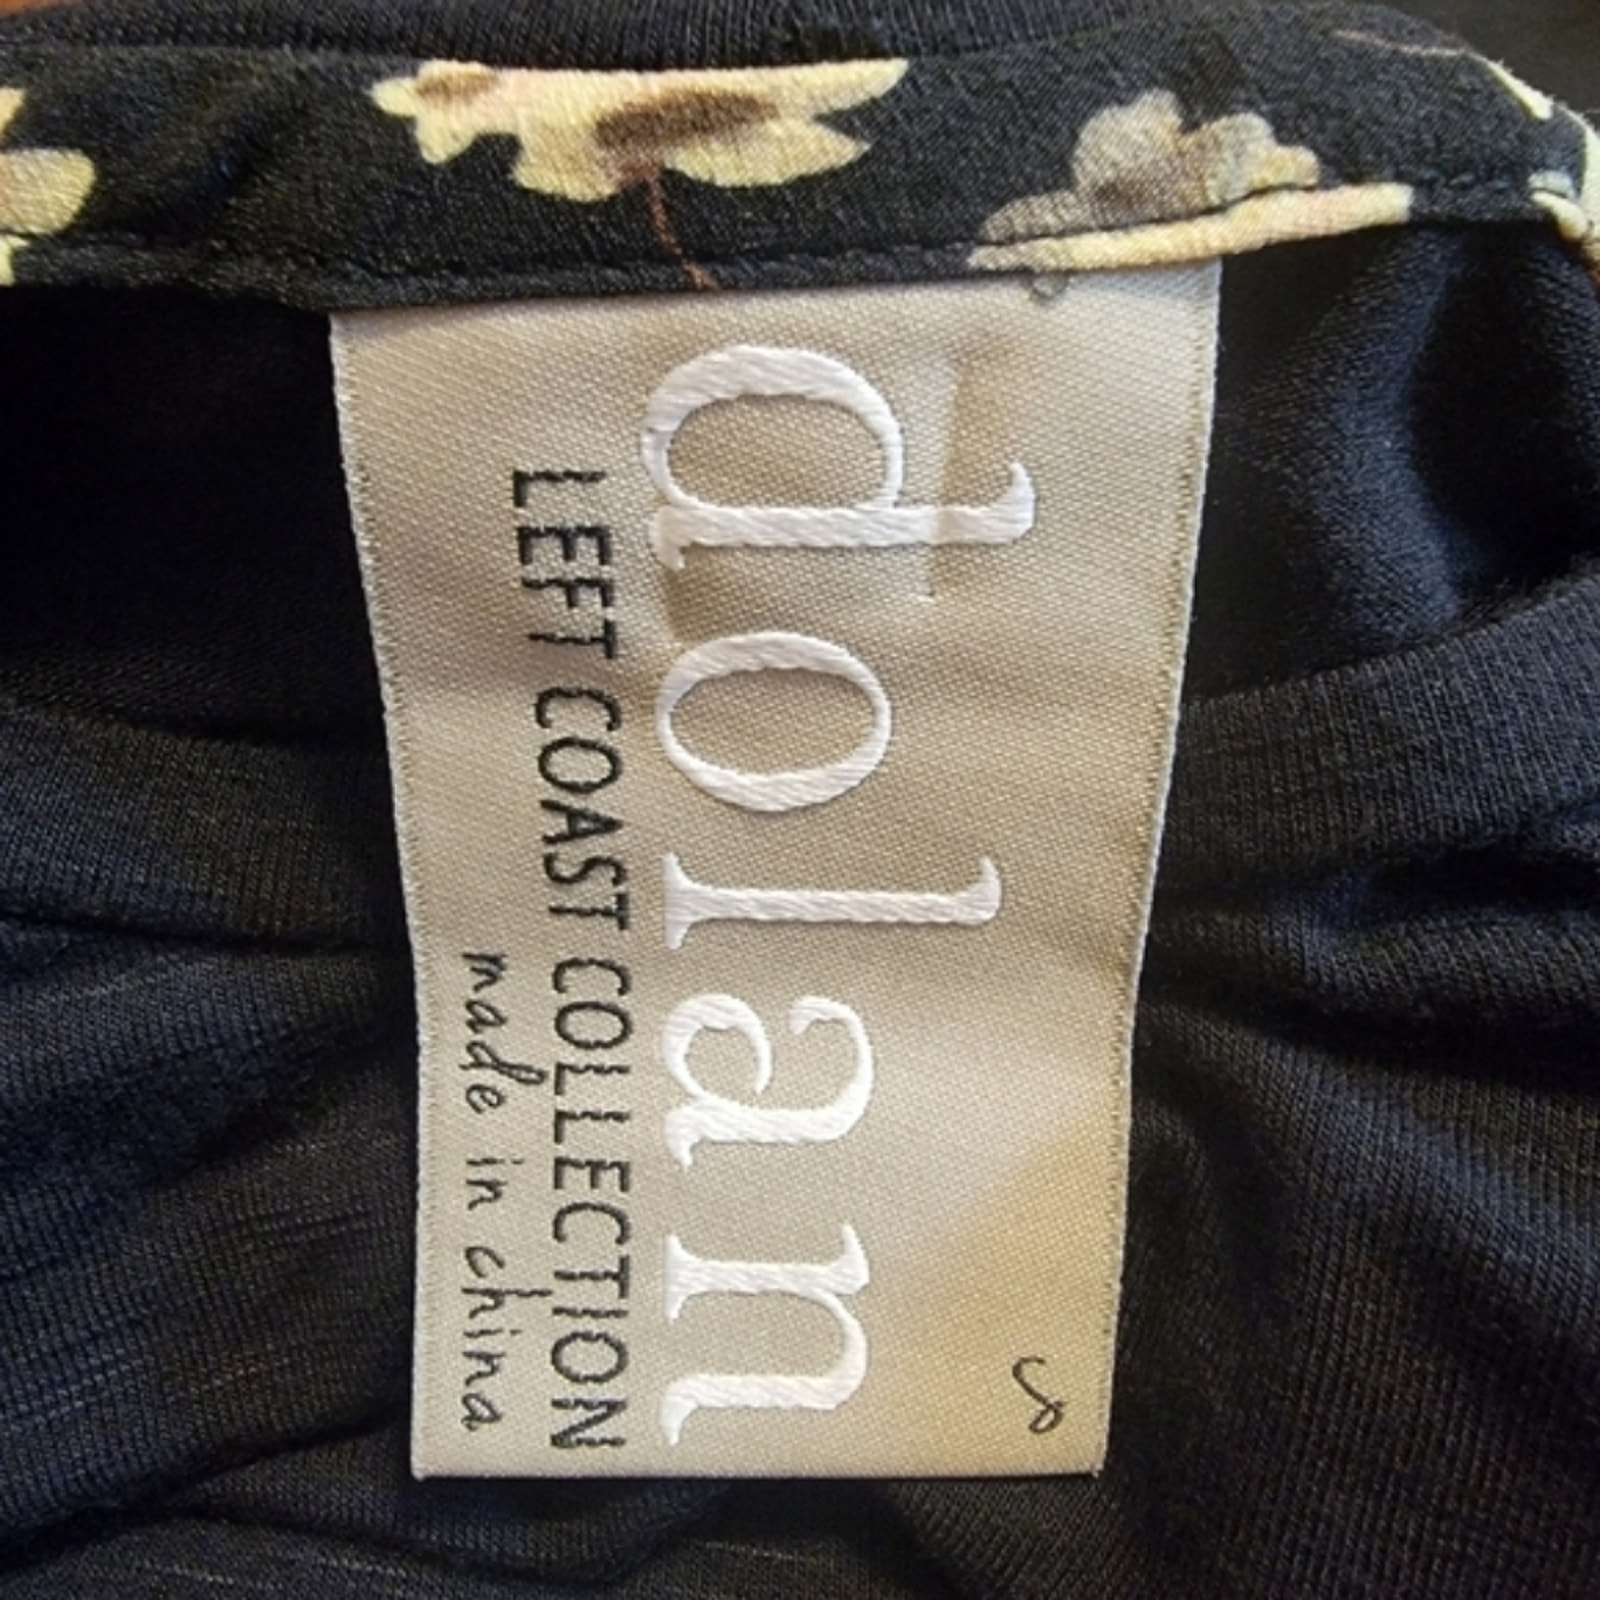 s
dolan
LEFT COAST COLLECTION
made in china